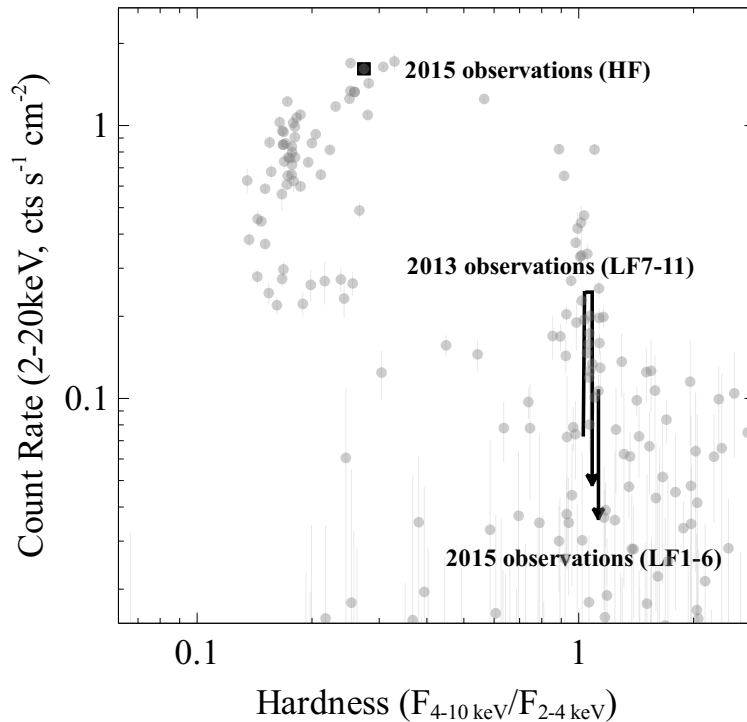 2015 observations (HF)
1
2013 observations (LF7-11)
0.1
2015 observations (LF1-6)
0.1
1
Count Rate (2-20keV, cts s⁻¹ cm⁻²)
Hardness (F₄₋₁₀ ₖₑᵥ/F₂₋₄ ₖₑᵥ)